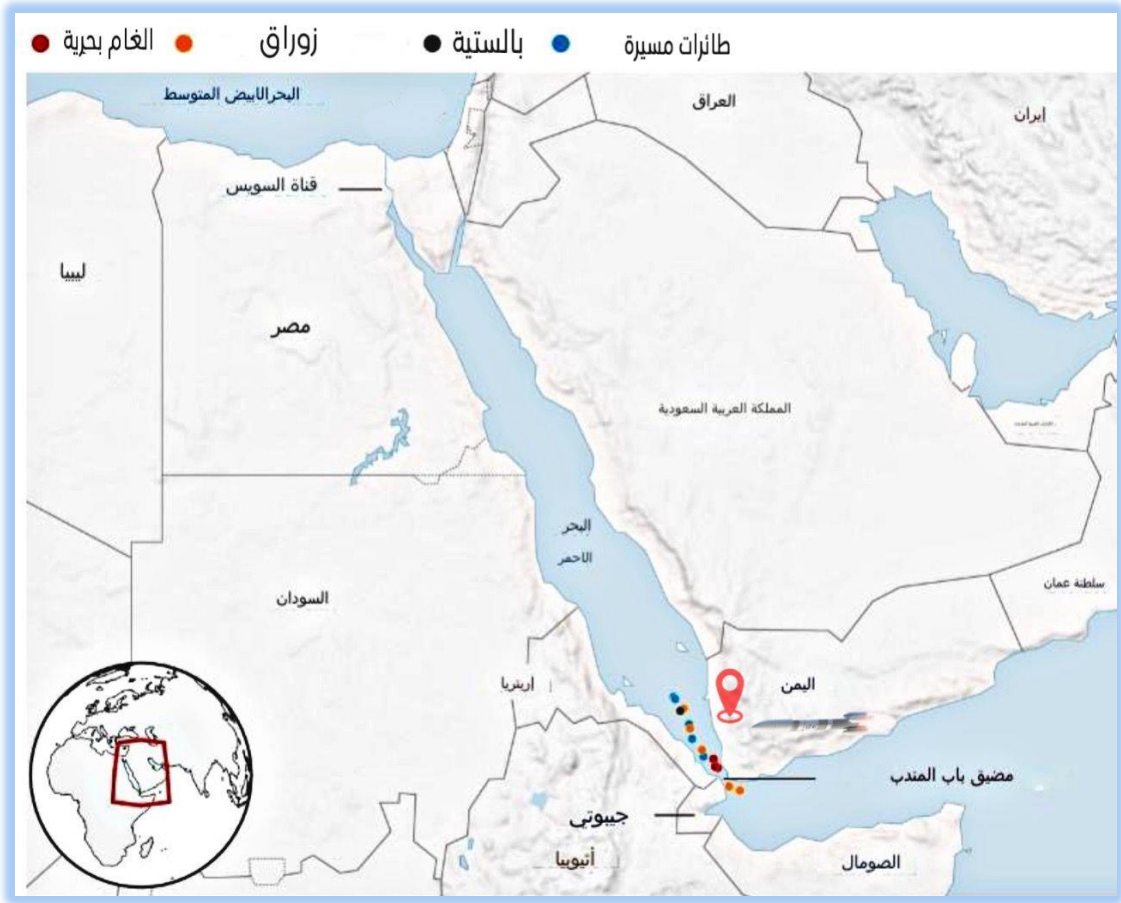 الغام بحرية
زوراق
بالستية
طائرات مسيرة
البحرالابيض المتوسط
العراق
إيران
قناة السويس
ليبيا
مصر
المملكة العربية السعودية
البحر
الاحمر
سلطنة عمان
السودان
إريتريا
اليمن
مضيق باب المندب
جيبوتي
أثيوبيا
الصومال